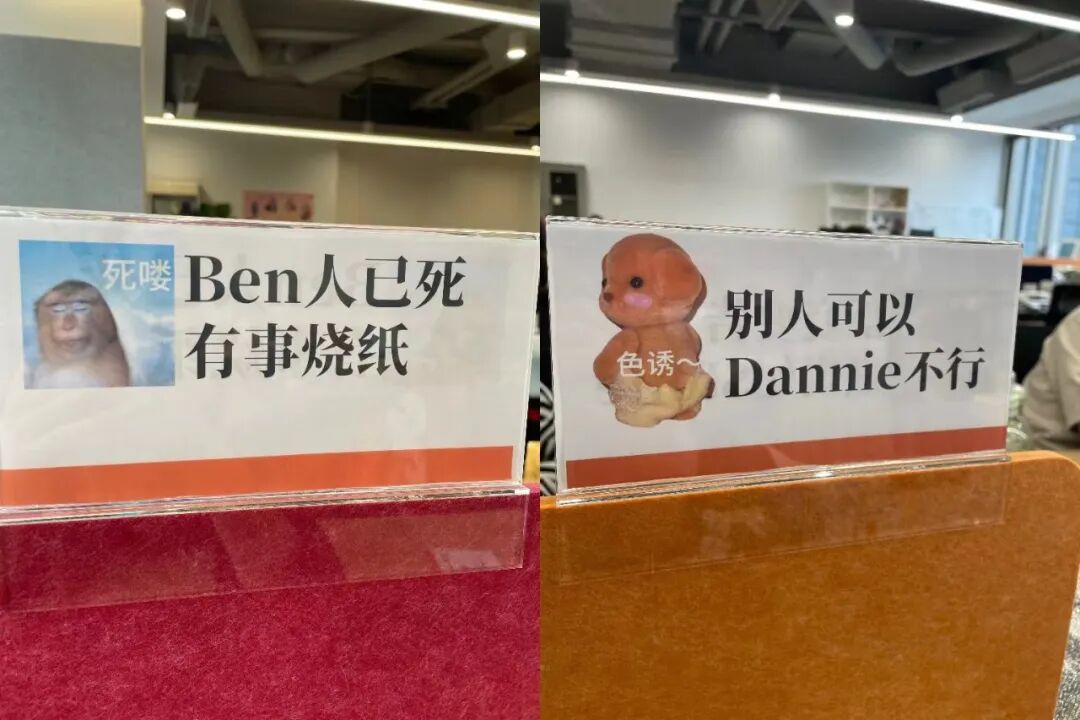 死喽
Ben人已死
有事烧纸
色诱～
别人可以
Dannie不行